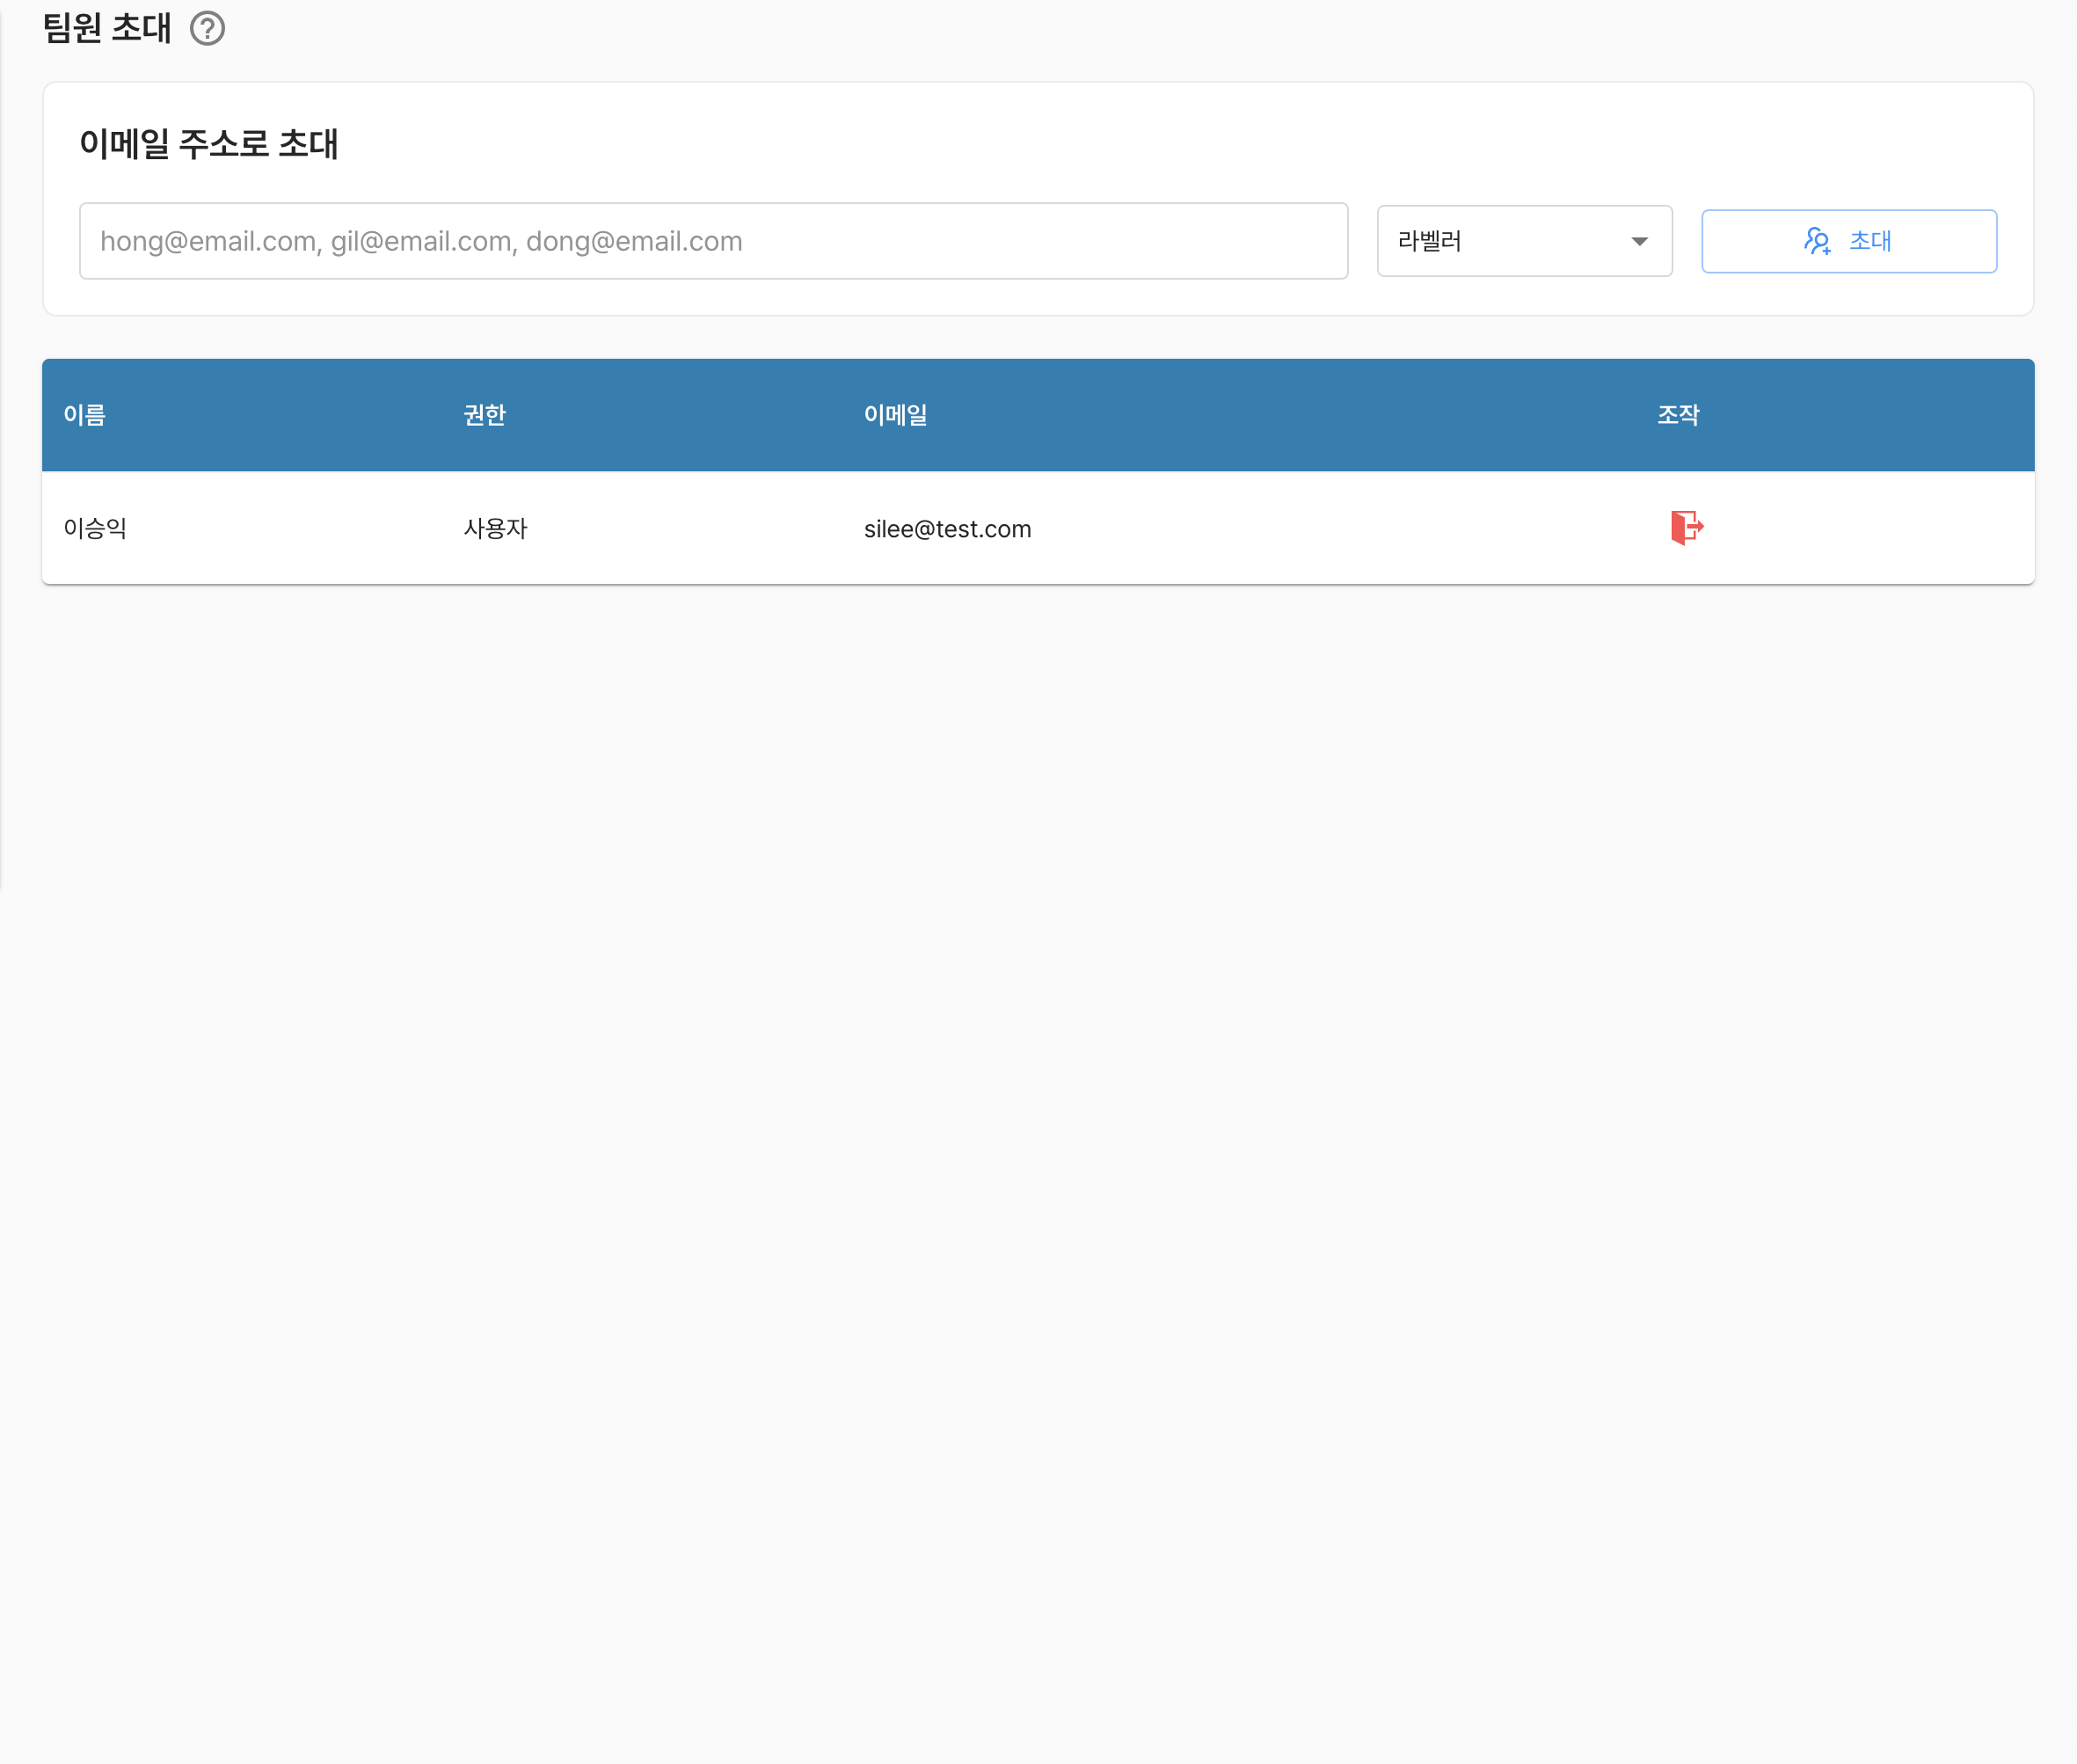 팀원 초대
이메일 주소로 초대
hong@email.com, gil@email.com, dong@email.com 라벨러 초대
이름 권한 이메일 조작
이승익 사용자 silee@test.com